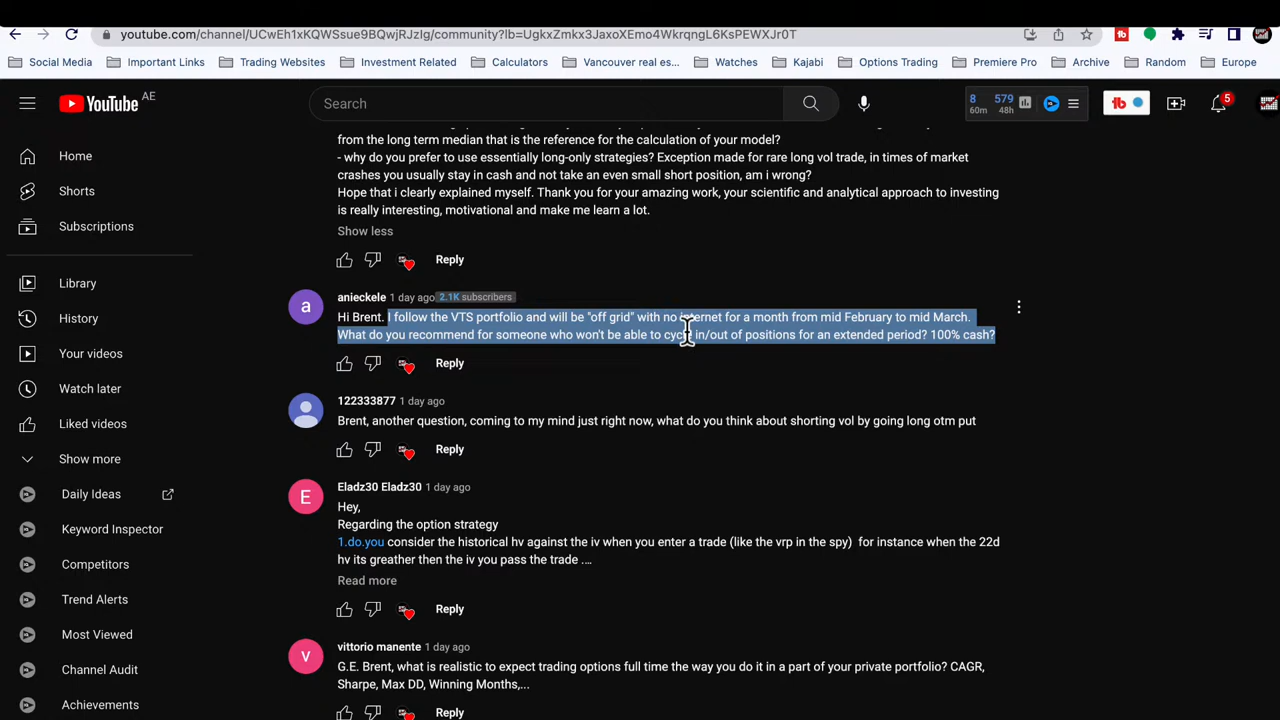 youtube.com/channel/UCwEh1xKQWSsue9BQwjRJzIg/community?lb=UgkxZmkx3JaxoXEmo4WkrqngL6KsPEWXJr0T
Social Media
Important Links
Trading Websites
Investment Related
Calculators
Vancouver real es...
Watches
Kajabi
Options Trading
Premiere Pro
Archive
Random
Europe
YouTube AE
Search
8 579
60m 48h
tb
5
Home
Shorts
Subscriptions
Library
History
Your videos
Watch later
Liked videos
Show more
Daily Ideas
Keyword Inspector
Competitors
Trend Alerts
Most Viewed
Channel Audit
Achievements
from the long term median that is the reference for the calculation of your model?
- why do you prefer to use essentially long-only strategies? Exception made for rare long vol trade, in times of market
crashes you usually stay in cash and not take an even small short position, am i wrong?
Hope that i clearly explained myself. Thank you for your amazing work, your scientific and analytical approach to investing
is really interesting, motivational and make me learn a lot.
Show less
Reply
a
anieckele 1 day ago 2.1K subscribers
Hi Brent. I follow the VTS portfolio and will be "off grid" with no internet for a month from mid February to mid March.
What do you recommend for someone who won't be able to cycle in/out of positions for an extended period? 100% cash?
Reply
122333877 1 day ago
Brent, another question, coming to my mind just right now, what do you think about shorting vol by going long otm put
Reply
E
Eladz30 Eladz30 1 day ago
Hey,
Regarding the option strategy
1.do.you consider the historical hv against the iv when you enter a trade (like the vrp in the spy) for instance when the 22d
hv its greather then the iv you pass the trade ...
Read more
Reply
V
vittorio manente 1 day ago
G.E. Brent, what is realistic to expect trading options full time the way you do it in a part of your private portfolio? CAGR,
Sharpe, Max DD, Winning Months,...
Reply